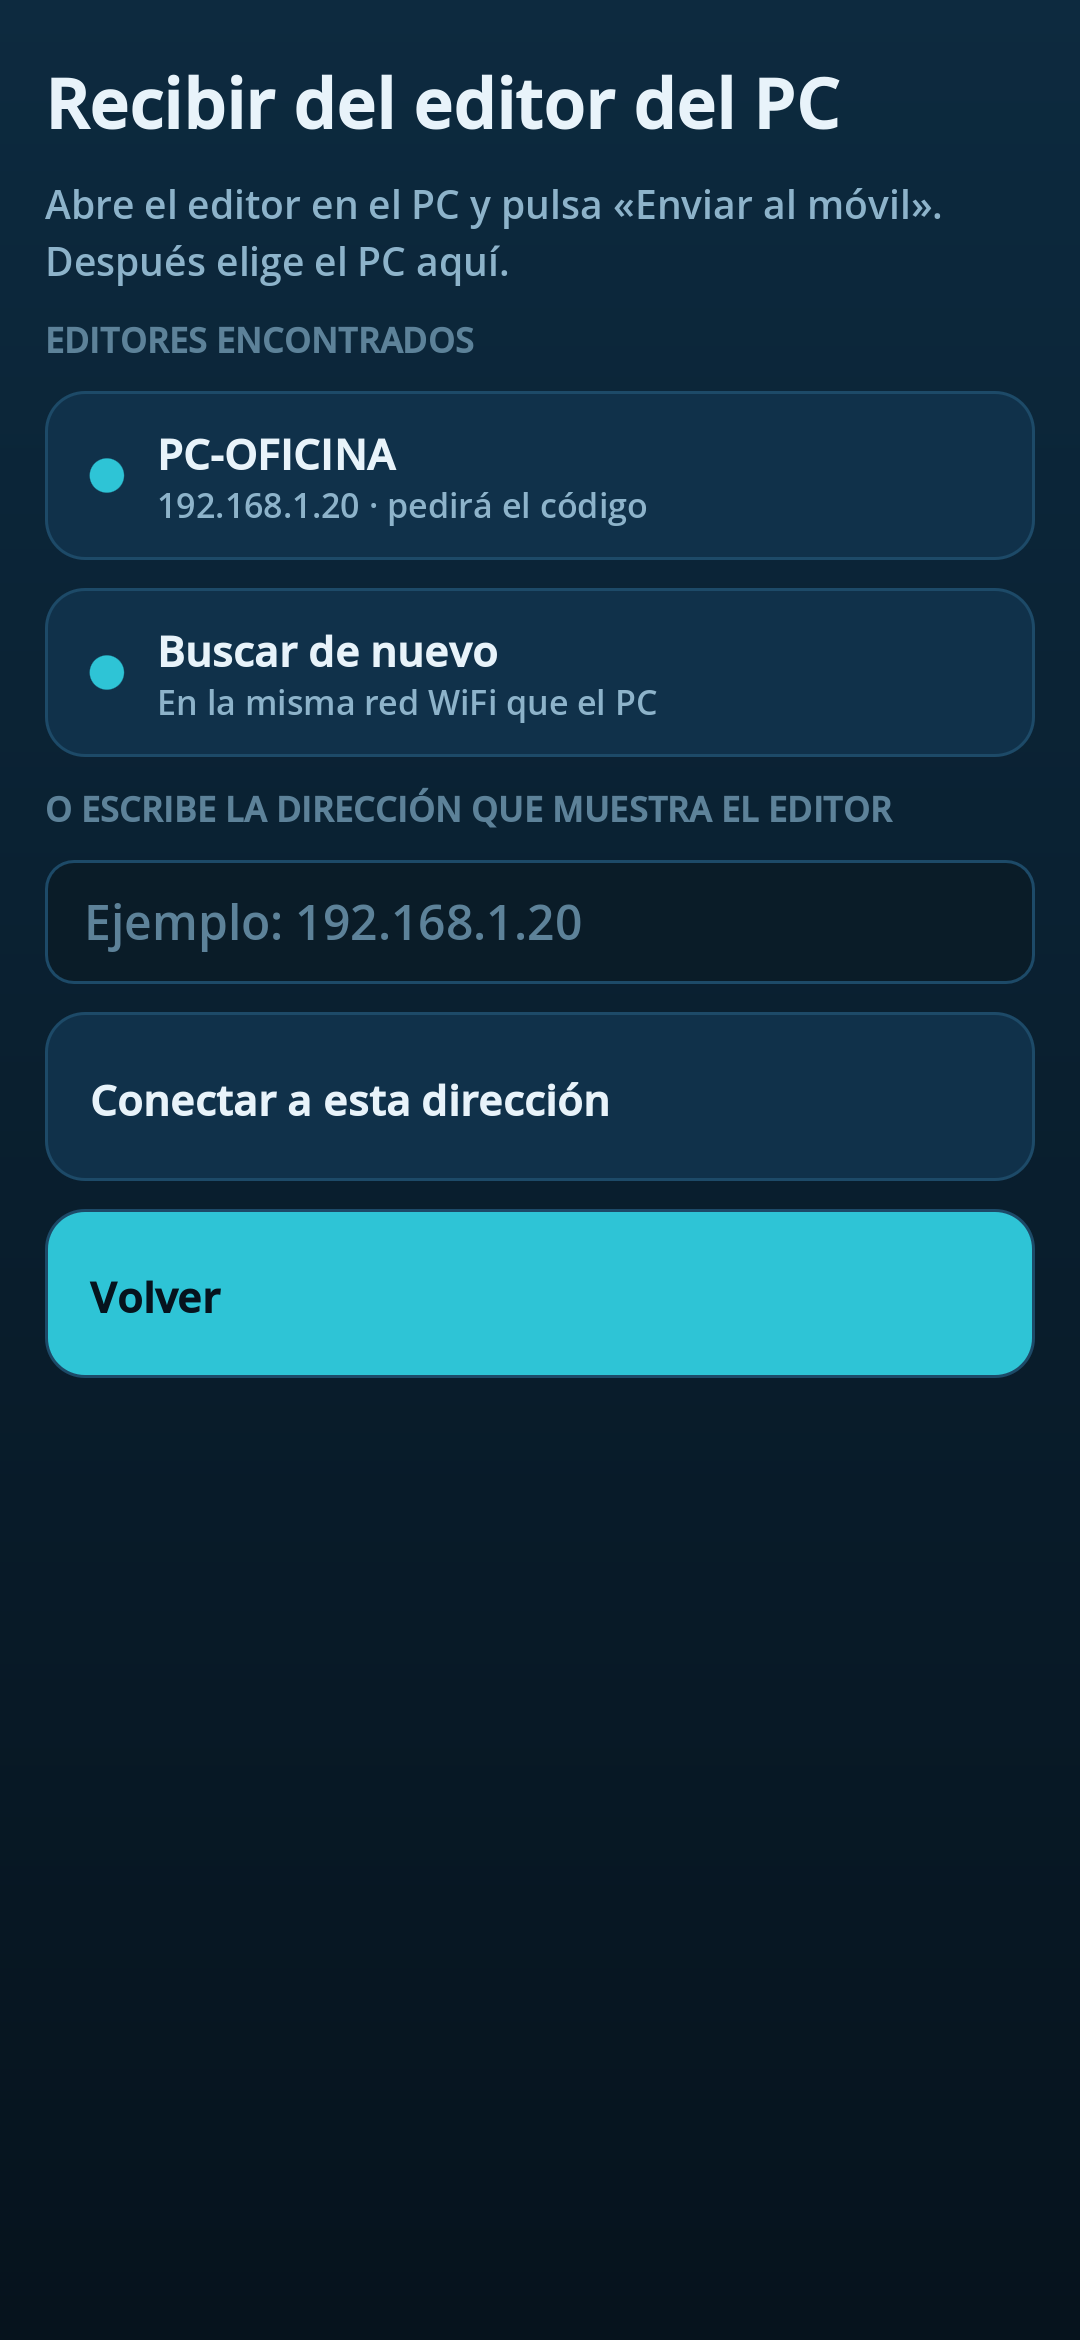 Recibir del editor del PC
Abre el editor en el PC y pulsa «Enviar al móvil».
Después elige el PC aquí.
EDITORES ENCONTRADOS
PC-OFICINA
192.168.1.20 · pedirá el código
Buscar de nuevo
En la misma red WiFi que el PC
O ESCRIBE LA DIRECCIÓN QUE MUESTRA EL EDITOR
Ejemplo: 192.168.1.20
Conectar a esta dirección
Volver